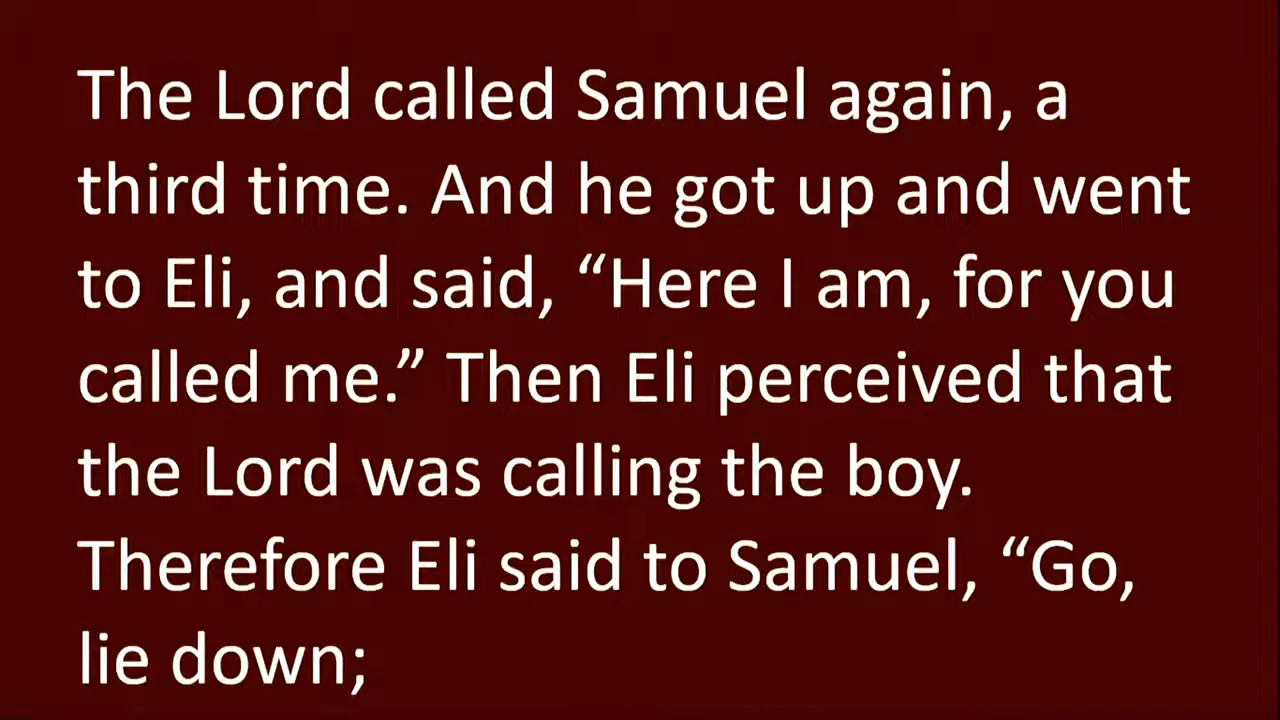 The Lord called Samuel again, a
third time. And he got up and went
to Eli, and said, “Here I am, for you
called me.” Then Eli perceived that
the Lord was calling the boy.
Therefore Eli said to Samuel, “Go,
lie down;